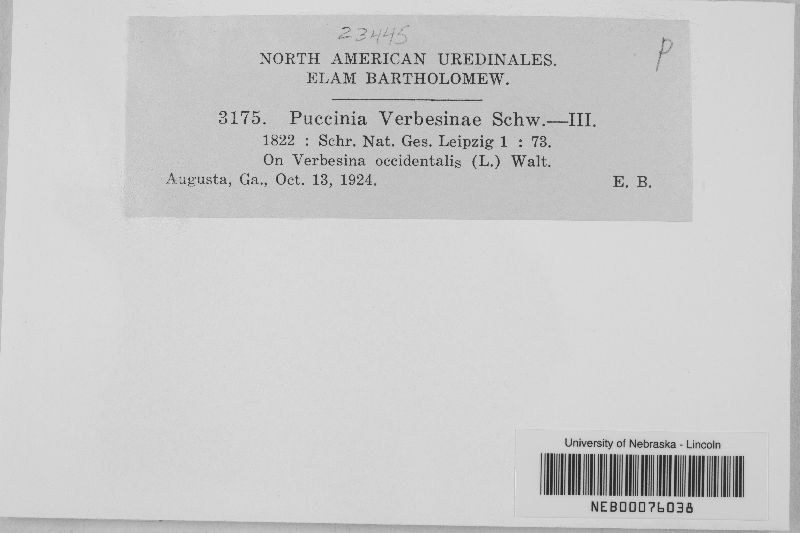 23445
P
NORTH AMERICAN UREDINALES.
ELAM BARTHOLOMEW.
3175. Puccinia Verbesinae Schw.—III.
1822 : Schr. Nat. Ges. Leipzig 1 : 73.
On Verbesina occidentalis (L.) Walt.
Augusta, Ga., Oct. 13, 1924. E. B.
University of Nebraska - Lincoln
NEB00076038